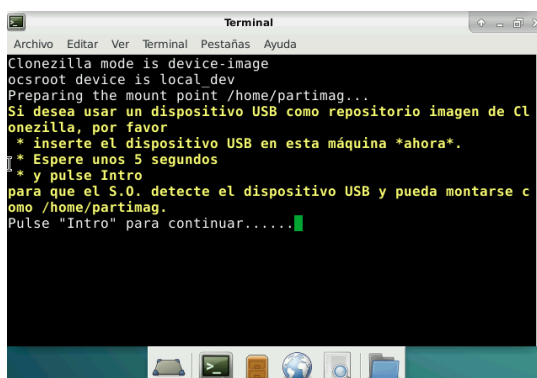 Terminal
Archivo Editar Ver Terminal Pestañas Ayuda
Clonezilla mode is device-image
ocsroot device is local_dev
Preparing the mount point /home/partimag...
Si desea usar un dispositivo USB como repositorio imagen de Cl
onezilla, por favor
* inserte el dispositivo USB en esta máquina *ahora*.
* Espere unos 5 segundos
* y pulse Intro
para que el S.O. detecte el dispositivo USB y pueda montarse c
omo /home/partimag.
Pulse "Intro" para continuar......